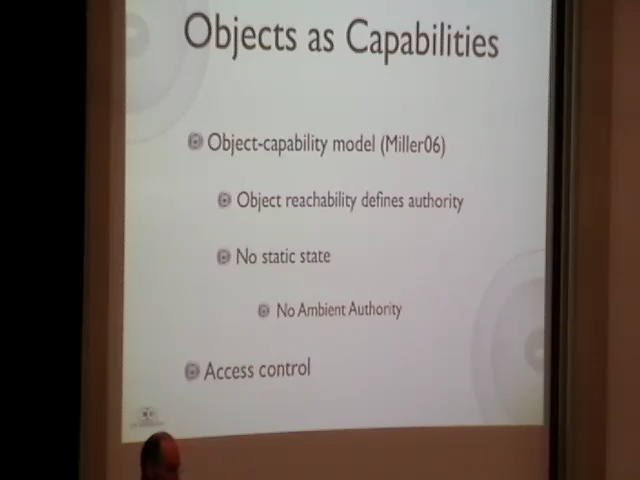 Objects as Capabilities
Object-capability model (Miller06)
Object reachability defines authority
No static state
No Ambient Authority
Access control